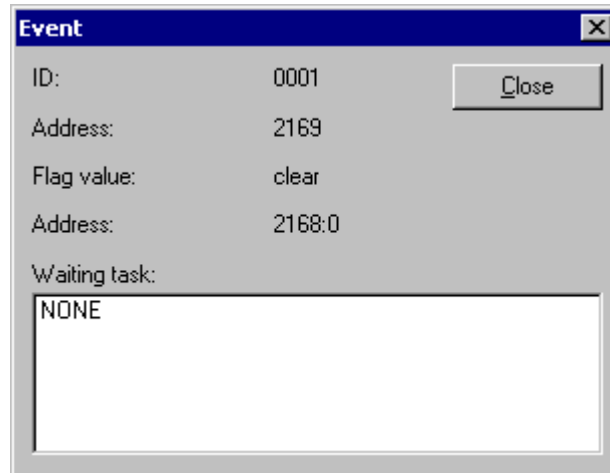 Event
ID: 0001 Close
Address: 2169
Flag value: clear
Address: 2168:0
Waiting task:
NONE